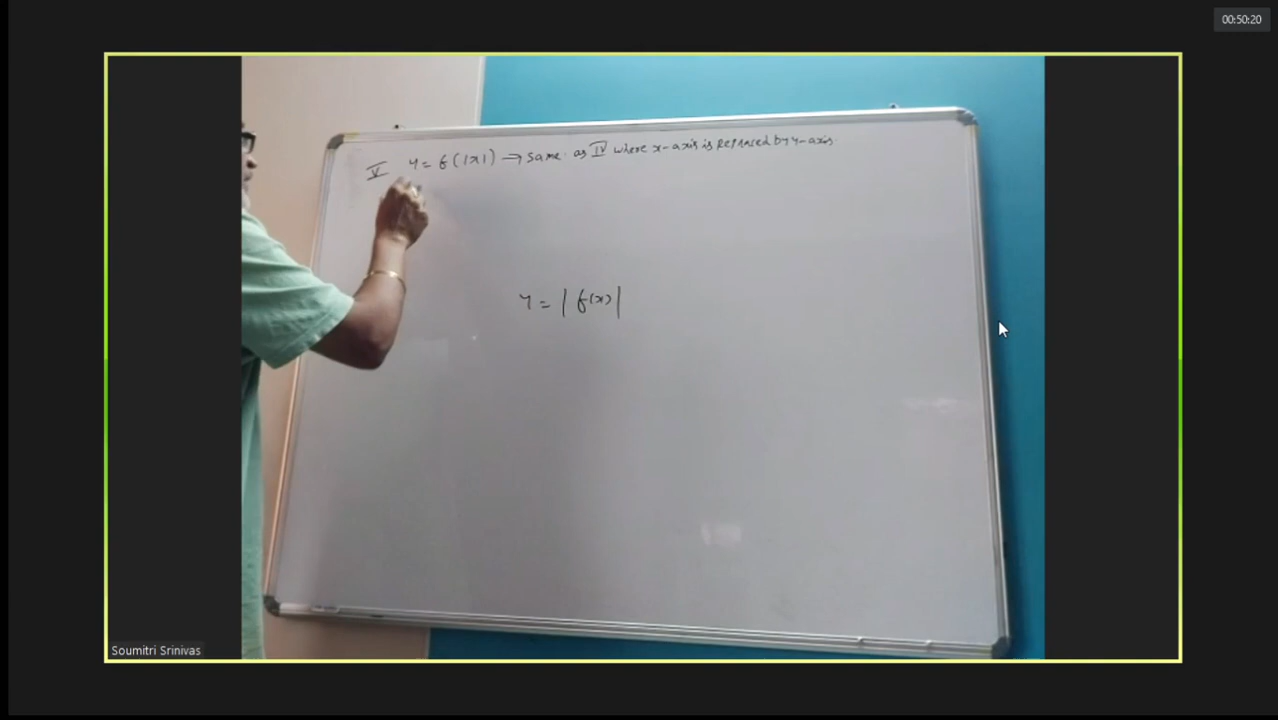 00:50:20
V y = f(|x|) → same as IV where x-axis is replaced by y-axis.
y = |f(x)|
Soumitri Srinivas